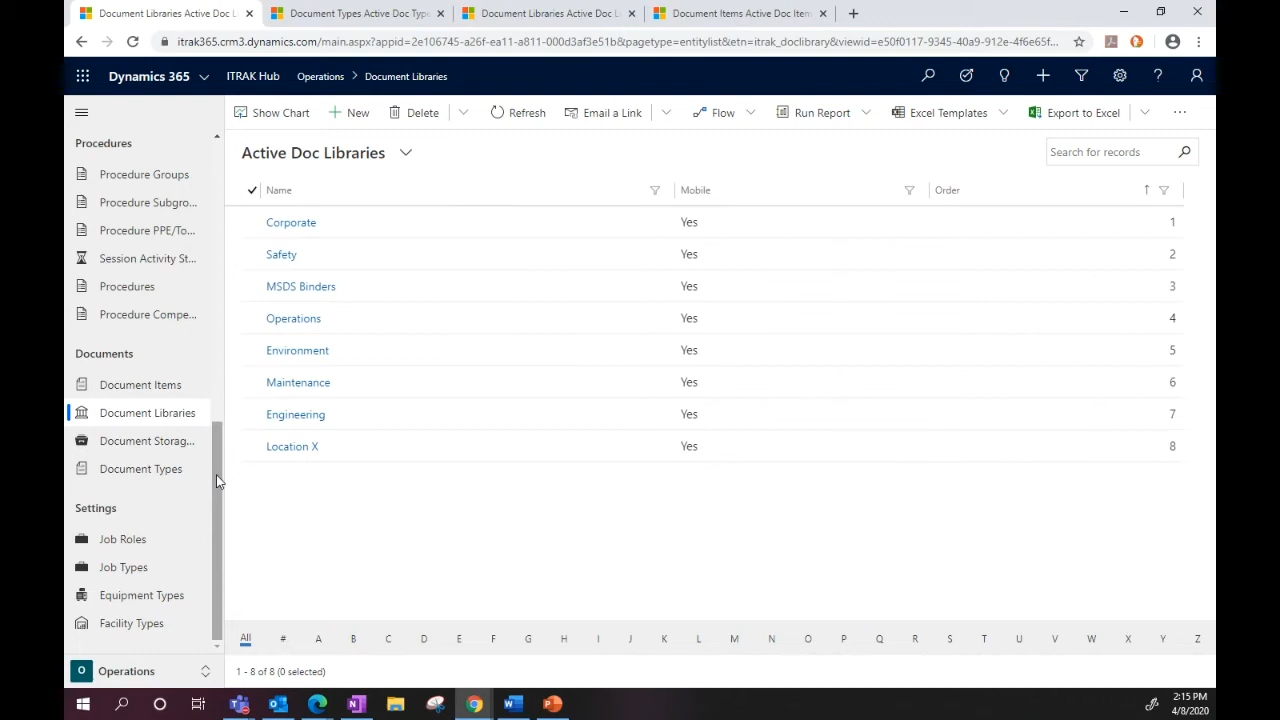 Document Libraries Active Doc L
Document Types Active Doc Typ
Document Libraries Active Doc L
Document Items Active Doc Item
itrak365.crm3.dynamics.com/main.aspx?appid=2e106745-a26f-ea11-a811-000d3af3e51b&pagetype=entitylist&etn=itrak_doclibrary&viewid=e50f0117-9345-40a9-912e-4f6e65f...
Dynamics 365
ITRAK Hub
Operations > Document Libraries
Show Chart
New
Delete
Refresh
Email a Link
Flow
Run Report
Excel Templates
Export to Excel
Procedures
Procedure Groups
Procedure Subgro...
Procedure PPE/To...
Session Activity St...
Procedures
Procedure Compe...
Documents
Document Items
Document Libraries
Document Storag...
Document Types
Settings
Job Roles
Job Types
Equipment Types
Facility Types
O Operations
Active Doc Libraries
Search for records
Name Mobile Order
Corporate Yes 1
Safety Yes 2
MSDS Binders Yes 3
Operations Yes 4
Environment Yes 5
Maintenance Yes 6
Engineering Yes 7
Location X Yes 8
All # A B C D E F G H I J K L M N O P Q R S T U V W X Y Z
1 - 8 of 8 (0 selected)
2:15 PM
4/8/2020